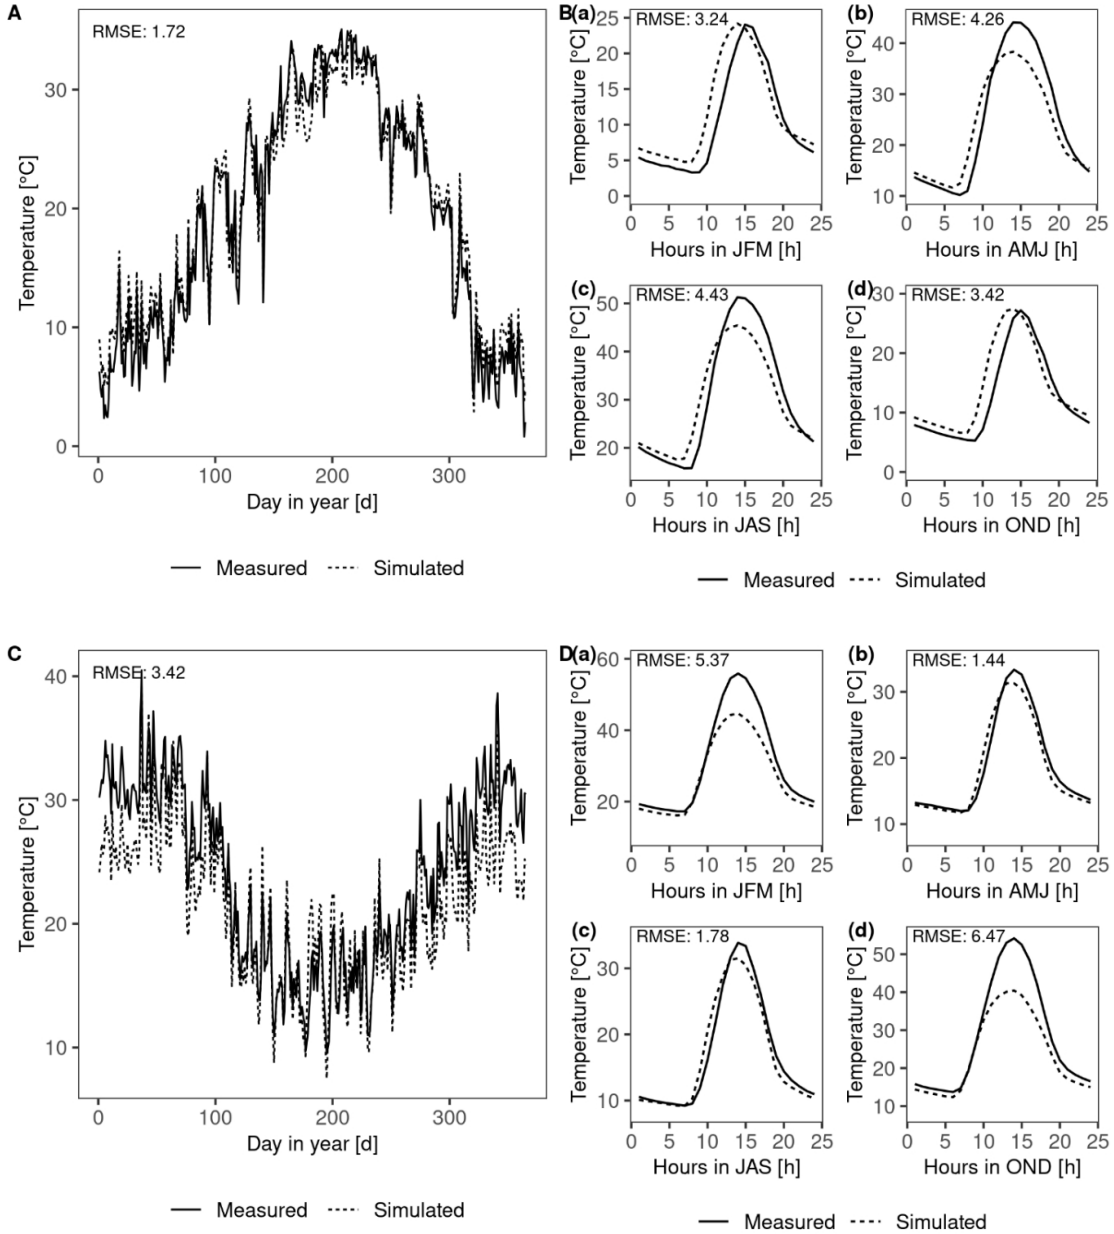 A
RMSE: 1.72
Temperature [°C]
30
20
10
0
0 100 200 300
Day in year [d]
Measured Simulated
B(a)
RMSE: 3.24
Temperature [°C]
25
20
15
10
5
0
0 5 10 15 20 25
Hours in JFM [h]
(b)
RMSE: 4.26
Temperature [°C]
40
30
20
10
0 5 10 15 20 25
Hours in AMJ [h]
(c)
RMSE: 4.43
Temperature [°C]
50
40
30
20
0 5 10 15 20 25
Hours in JAS [h]
(d)
RMSE: 3.42
Temperature [°C]
30
20
10
0
0 5 10 15 20 25
Hours in OND [h]
Measured Simulated
C
RMSE: 3.42
Temperature [°C]
40
30
20
10
0 100 200 300
Day in year [d]
Measured Simulated
D(a)
RMSE: 5.37
Temperature [°C]
60
40
20
0 5 10 15 20 25
Hours in JFM [h]
(b)
RMSE: 1.44
Temperature [°C]
30
20
10
0 5 10 15 20 25
Hours in AMJ [h]
(c)
RMSE: 1.78
Temperature [°C]
30
20
10
0 5 10 15 20 25
Hours in JAS [h]
(d)
RMSE: 6.47
Temperature [°C]
50
40
30
20
10
0 5 10 15 20 25
Hours in OND [h]
Measured Simulated